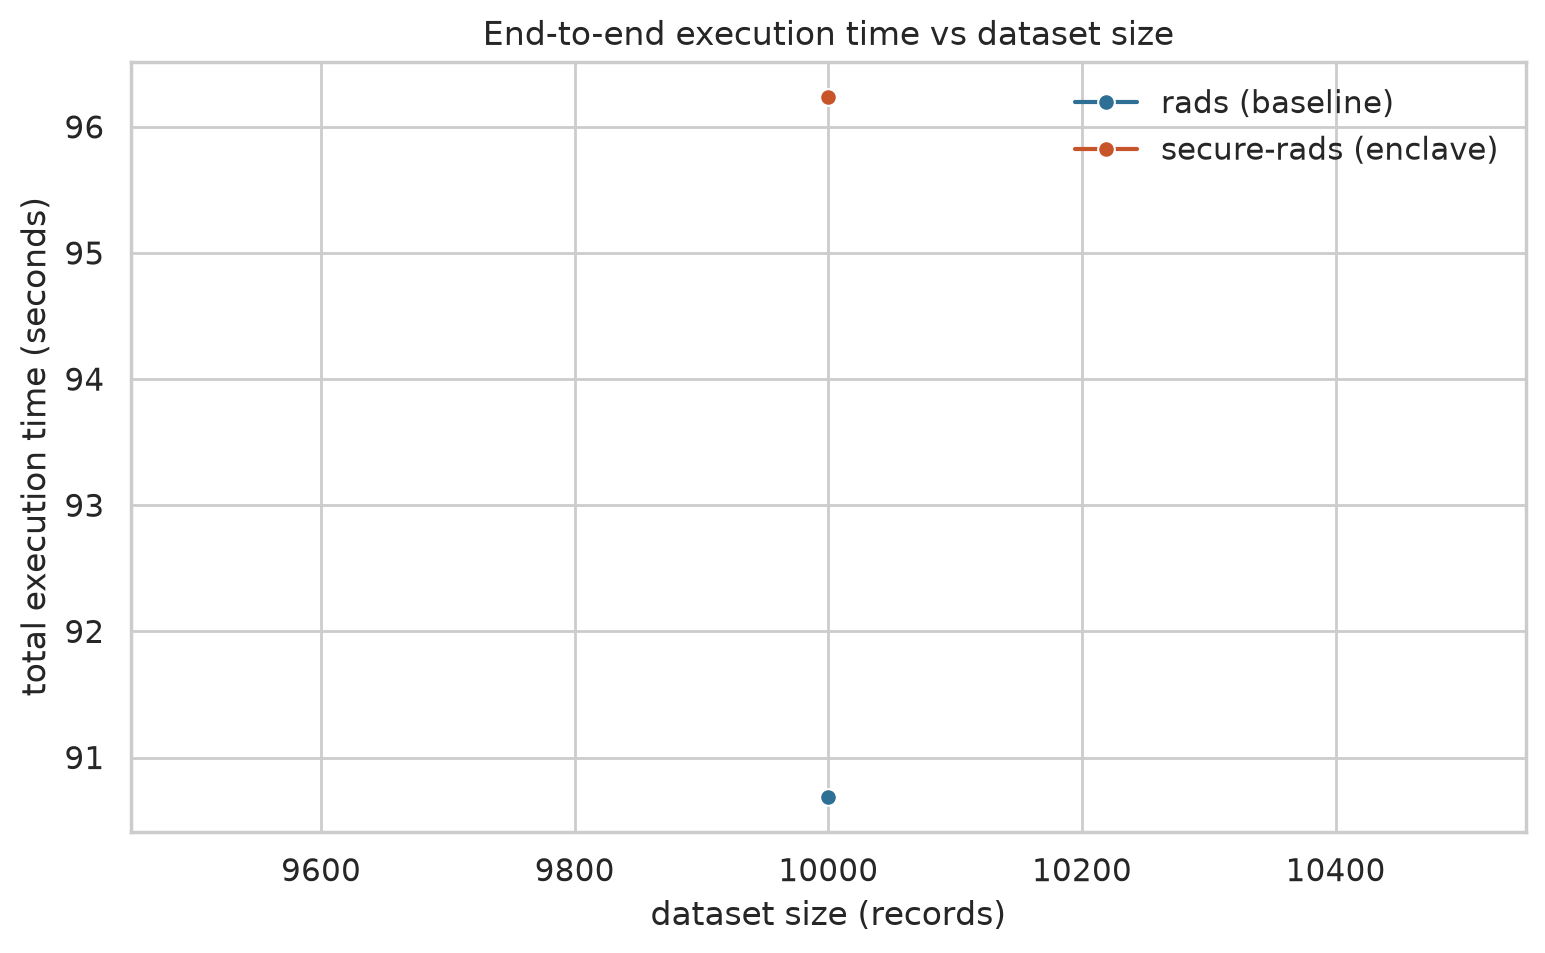 End-to-end execution time vs dataset size
rads (baseline)
secure-rads (enclave)
total execution time (seconds)
96
95
94
93
92
91
9600 9800 10000 10200 10400
dataset size (records)